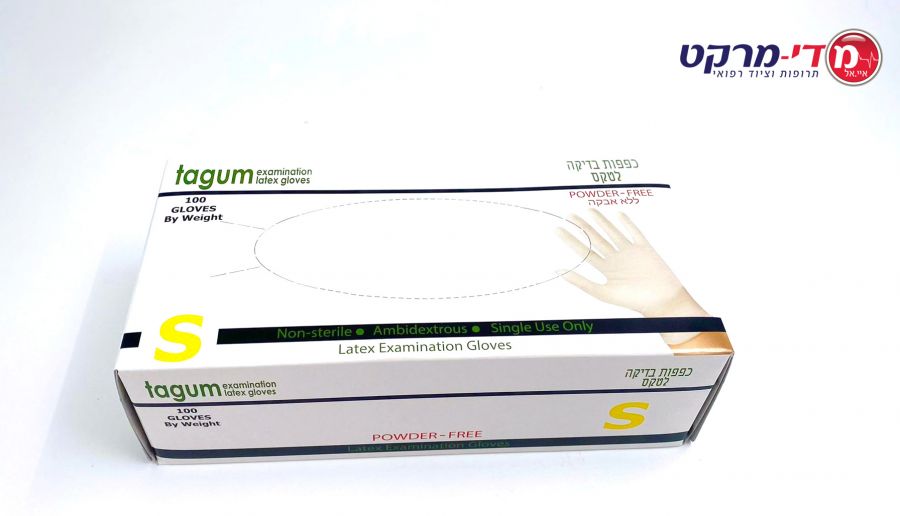 די-מרקט
תרופות וציוד רפואי
מ
איי.אל
tagum examination
latex gloves
100
GLOVES
By Weight
כפפות בדיקה
לטקס
POWDER-FREE
ללא אבקה
S
Non-sterile ● Ambidextrous ● Single Use Only
Latex Examination Gloves
tagum examination
latex gloves
100
GLOVES
By Weight
כפפות בדיקה
לטקס
S
POWDER-FREE
Latex Examination Gloves